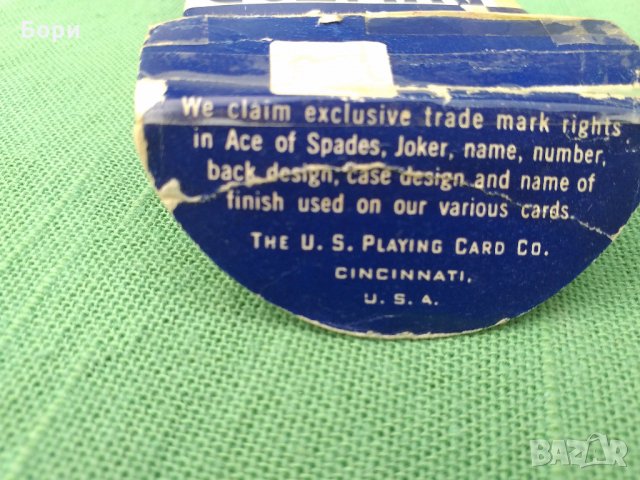 Бори
We claim exclusive trade mark rights
in Ace of Spades, Joker, name, number,
back design, case design and name of
finish used on our various cards.
THE U. S. PLAYING CARD CO.
CINCINNATI,
U. S. A.
BAZAR